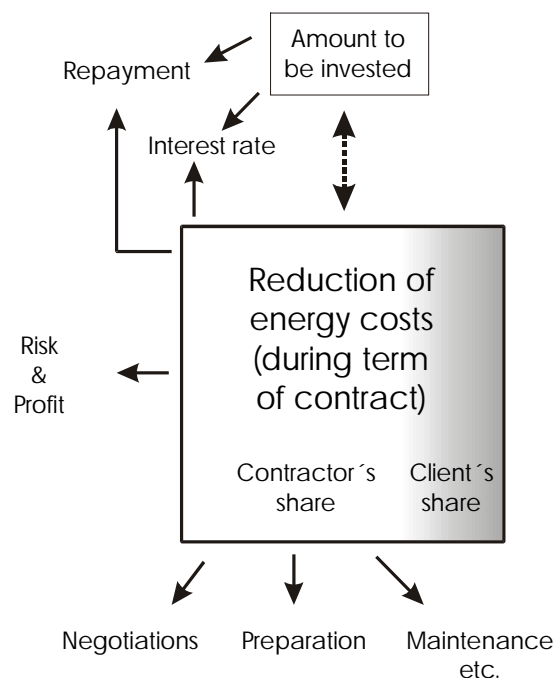 Amount to
be invested
Repayment
Interest rate
Reduction of
energy costs
(during term
of contract)
Risk
&
Profit
Contractor´s
share
Client´s
share
Negotiations
Preparation
Maintenance
etc.